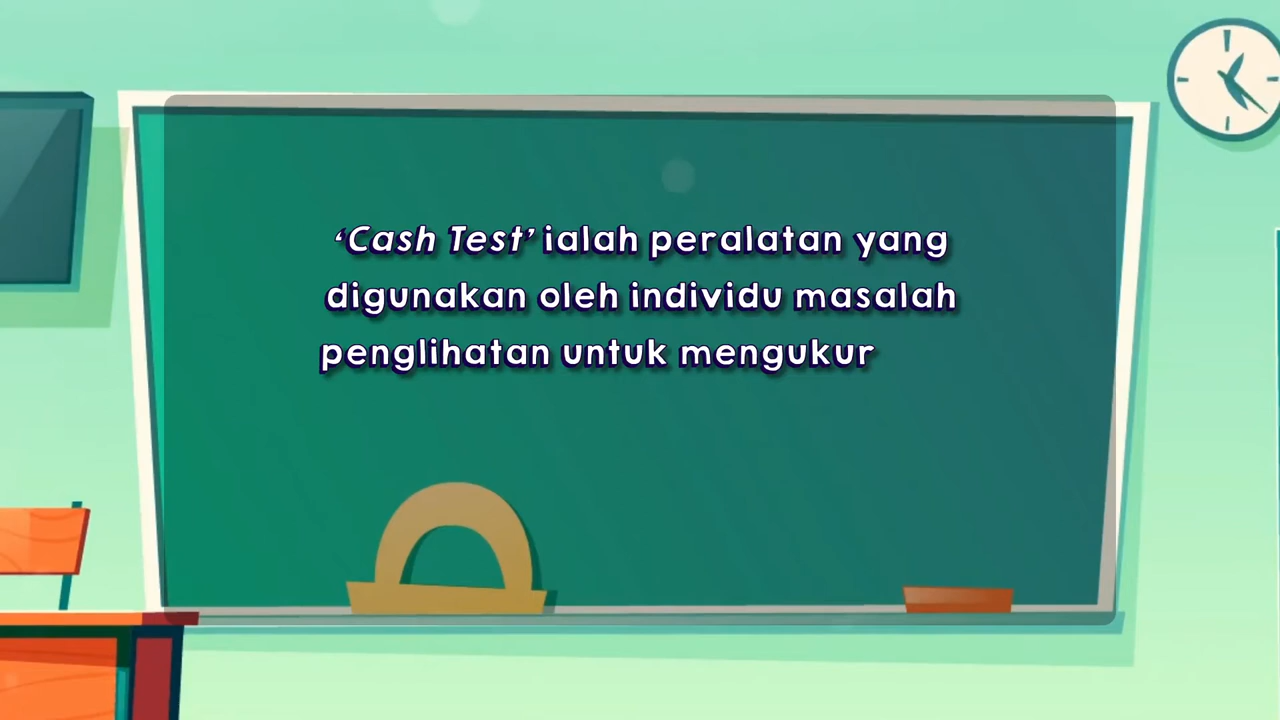 ‘Cash Test’ ialah peralatan yang
digunakan oleh individu masalah
penglihatan untuk mengukur